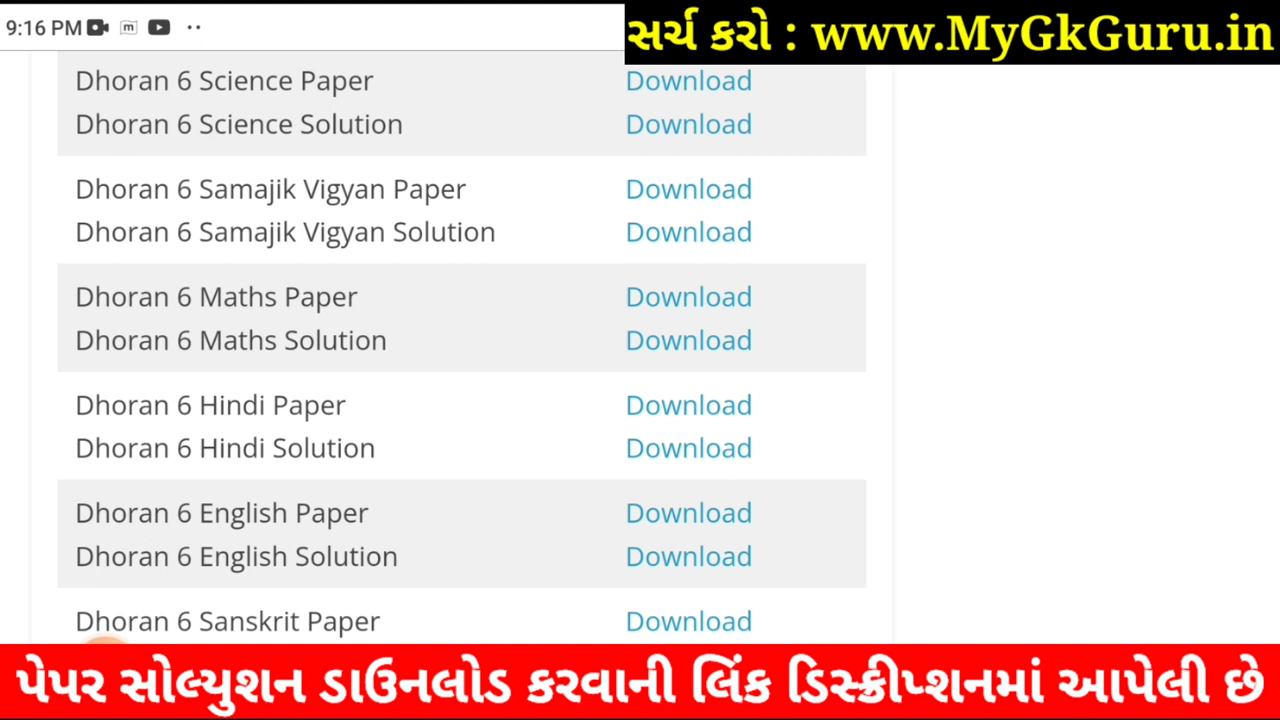 9:16 PM
સર્ચ કરો : www.MyGkGuru.in
Dhoran 6 Science Paper Download
Dhoran 6 Science Solution Download
Dhoran 6 Samajik Vigyan Paper Download
Dhoran 6 Samajik Vigyan Solution Download
Dhoran 6 Maths Paper Download
Dhoran 6 Maths Solution Download
Dhoran 6 Hindi Paper Download
Dhoran 6 Hindi Solution Download
Dhoran 6 English Paper Download
Dhoran 6 English Solution Download
Dhoran 6 Sanskrit Paper Download
પેપર સોલ્યુશન ડાઉનલોડ કરવાની લિંક ડિસ્ક્રીપ્શનમાં આપેલી છે